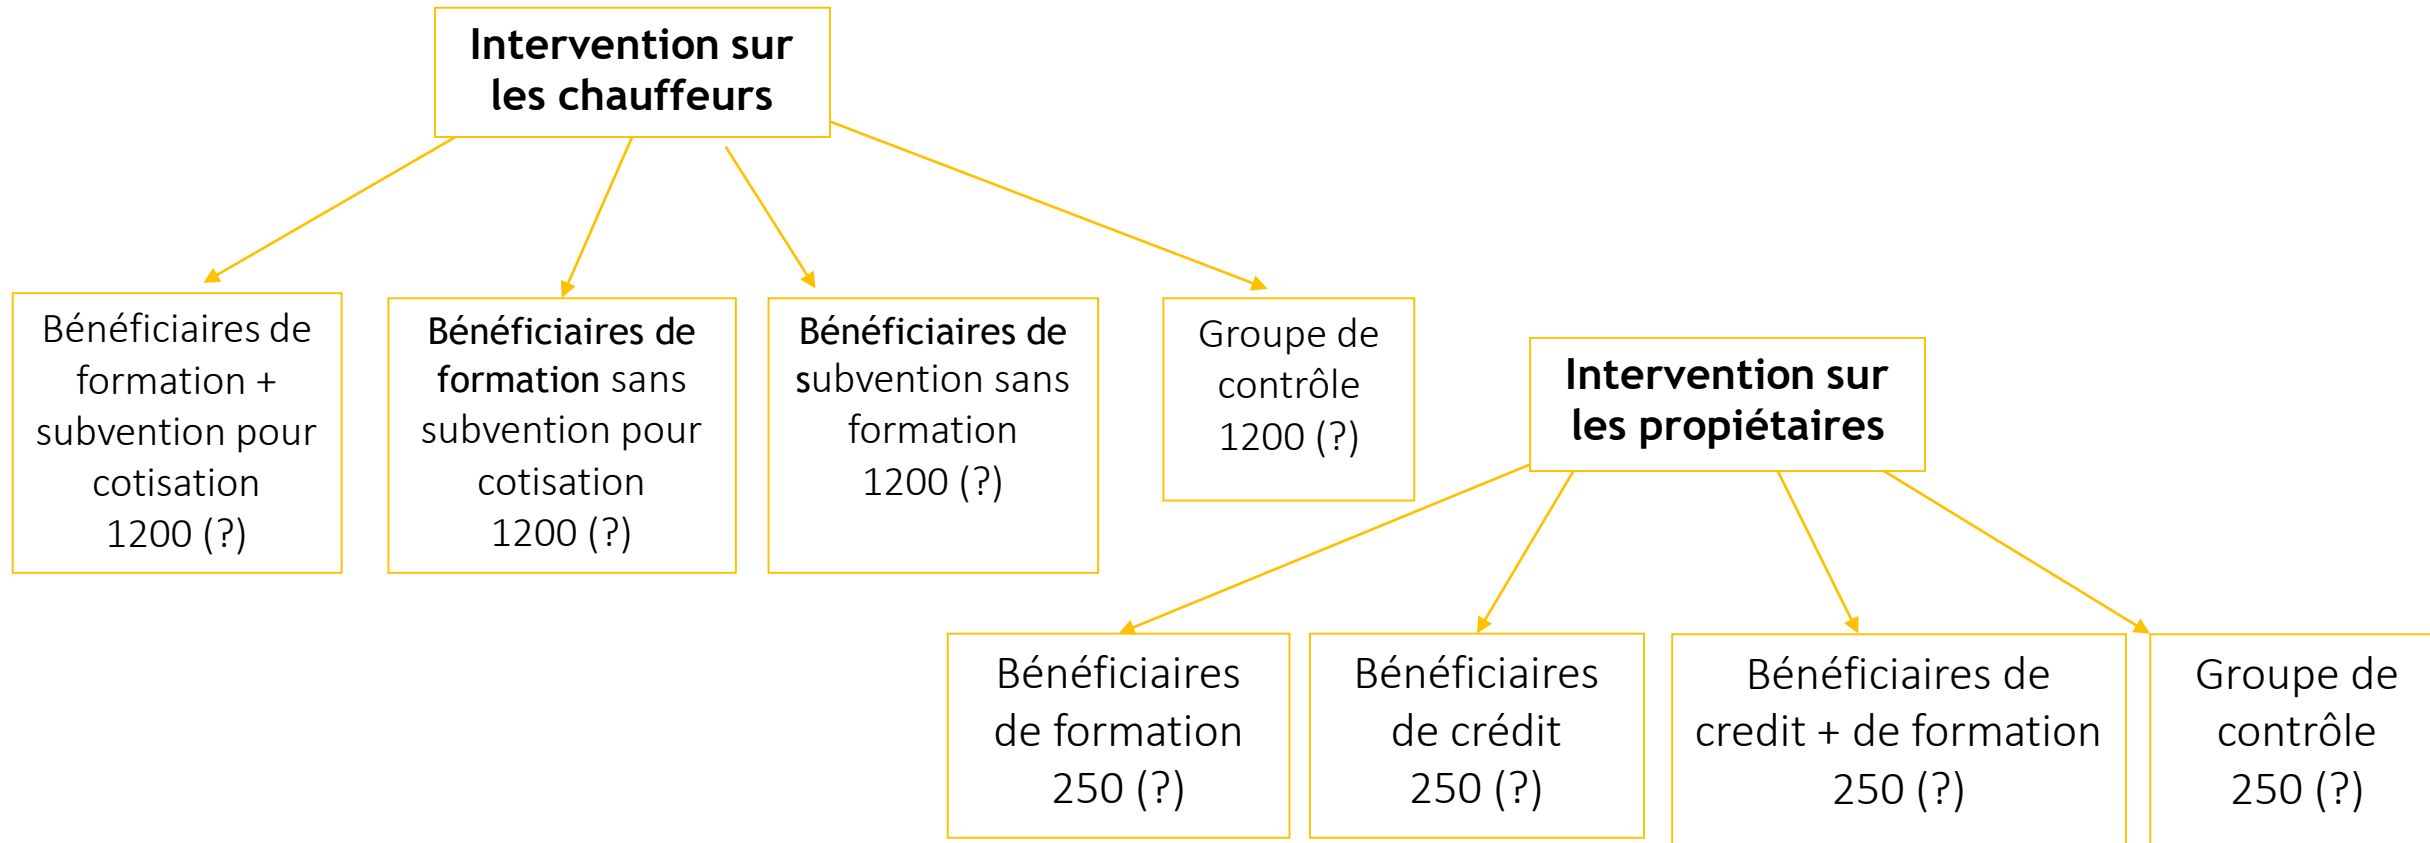 Intervention sur
les chauffeurs
Bénéficiaires de
formation +
subvention pour
cotisation
1200 (?)
Bénéficiaires de
formation sans
subvention pour
cotisation
1200 (?)
Bénéficiaires de
subvention sans
formation
1200 (?)
Groupe de
contrôle
1200 (?)
Intervention sur
les propiétaires
Bénéficiaires
de formation
250 (?)
Bénéficiaires
de crédit
250 (?)
Bénéficiaires de
credit + de formation
250 (?)
Groupe de
contrôle
250 (?)